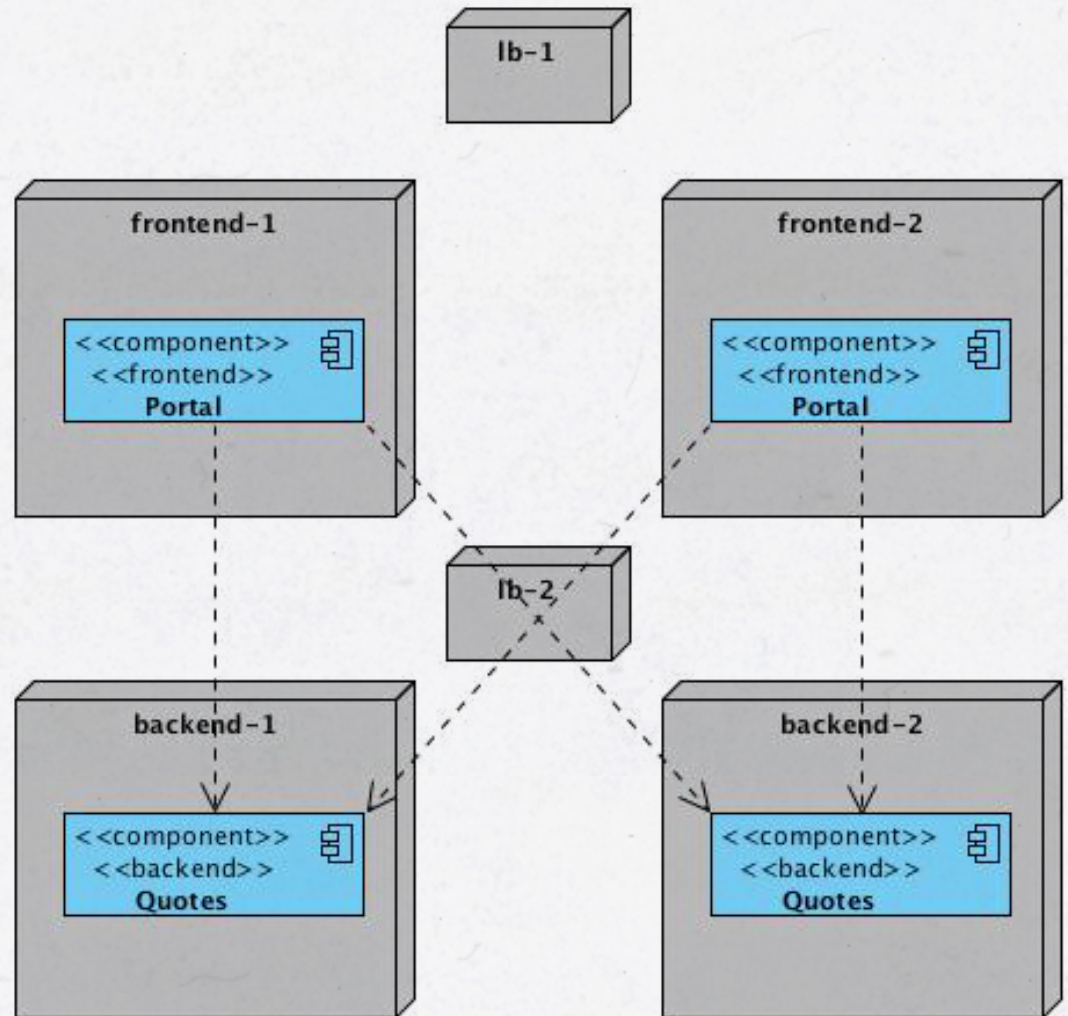 lb-1
frontend-1
<<component>>
<<frontend>>
Portal
frontend-2
<<component>>
<<frontend>>
Portal
lb-2
backend-1
<<component>>
<<backend>>
Quotes
backend-2
<<component>>
<<backend>>
Quotes